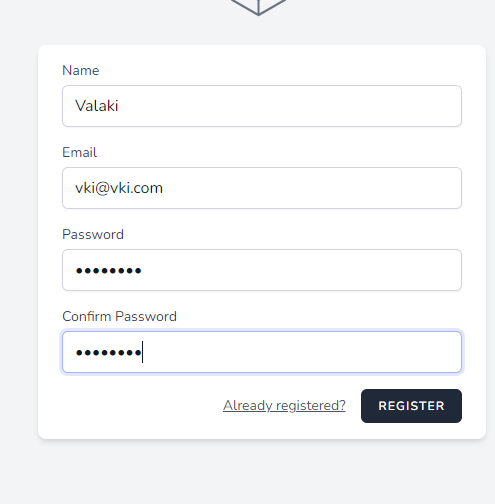 Name
Valaki
Email
vki@vki.com
Password
••••••••
Confirm Password
••••••••
Already registered? REGISTER